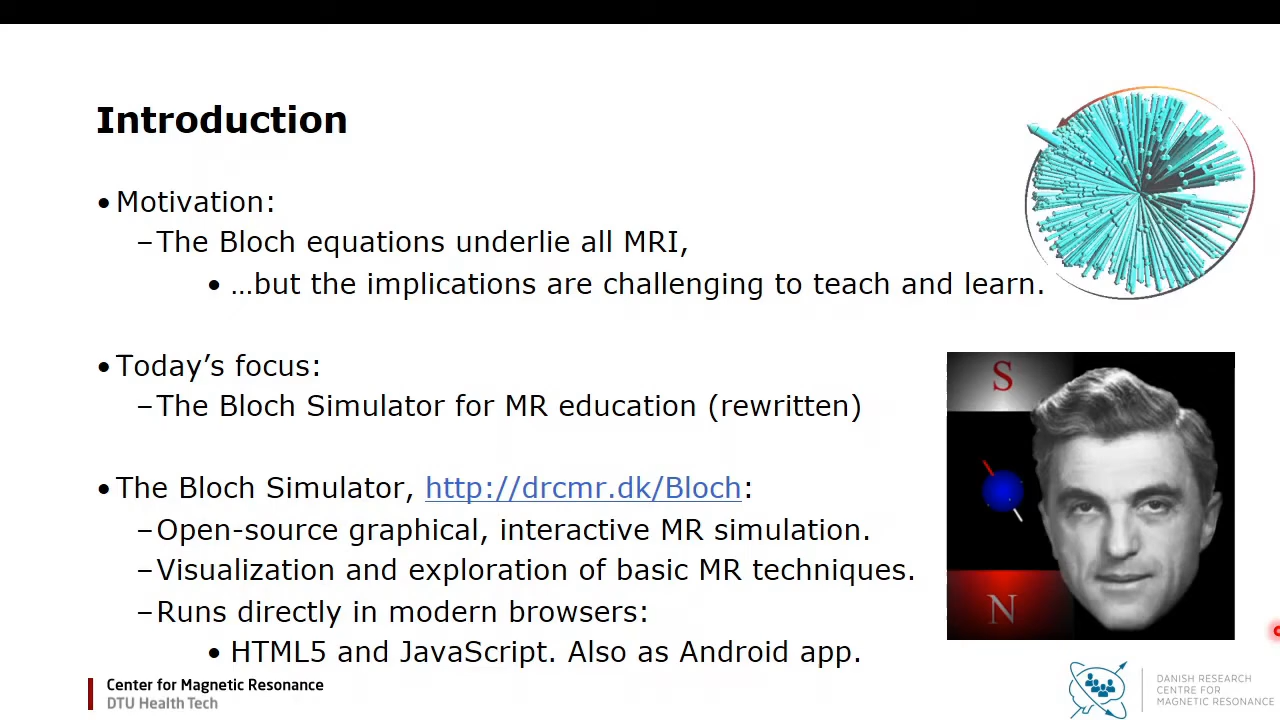 Introduction
• Motivation:
–The Bloch equations underlie all MRI,
• …but the implications are challenging to teach and learn.
• Today’s focus:
–The Bloch Simulator for MR education (rewritten)
• The Bloch Simulator, http://drcmr.dk/Bloch:
–Open-source graphical, interactive MR simulation.
–Visualization and exploration of basic MR techniques.
–Runs directly in modern browsers:
• HTML5 and JavaScript. Also as Android app.
S
N
Center for Magnetic Resonance
DTU Health Tech
DANISH RESEARCH
CENTRE FOR
MAGNETIC RESONANCE